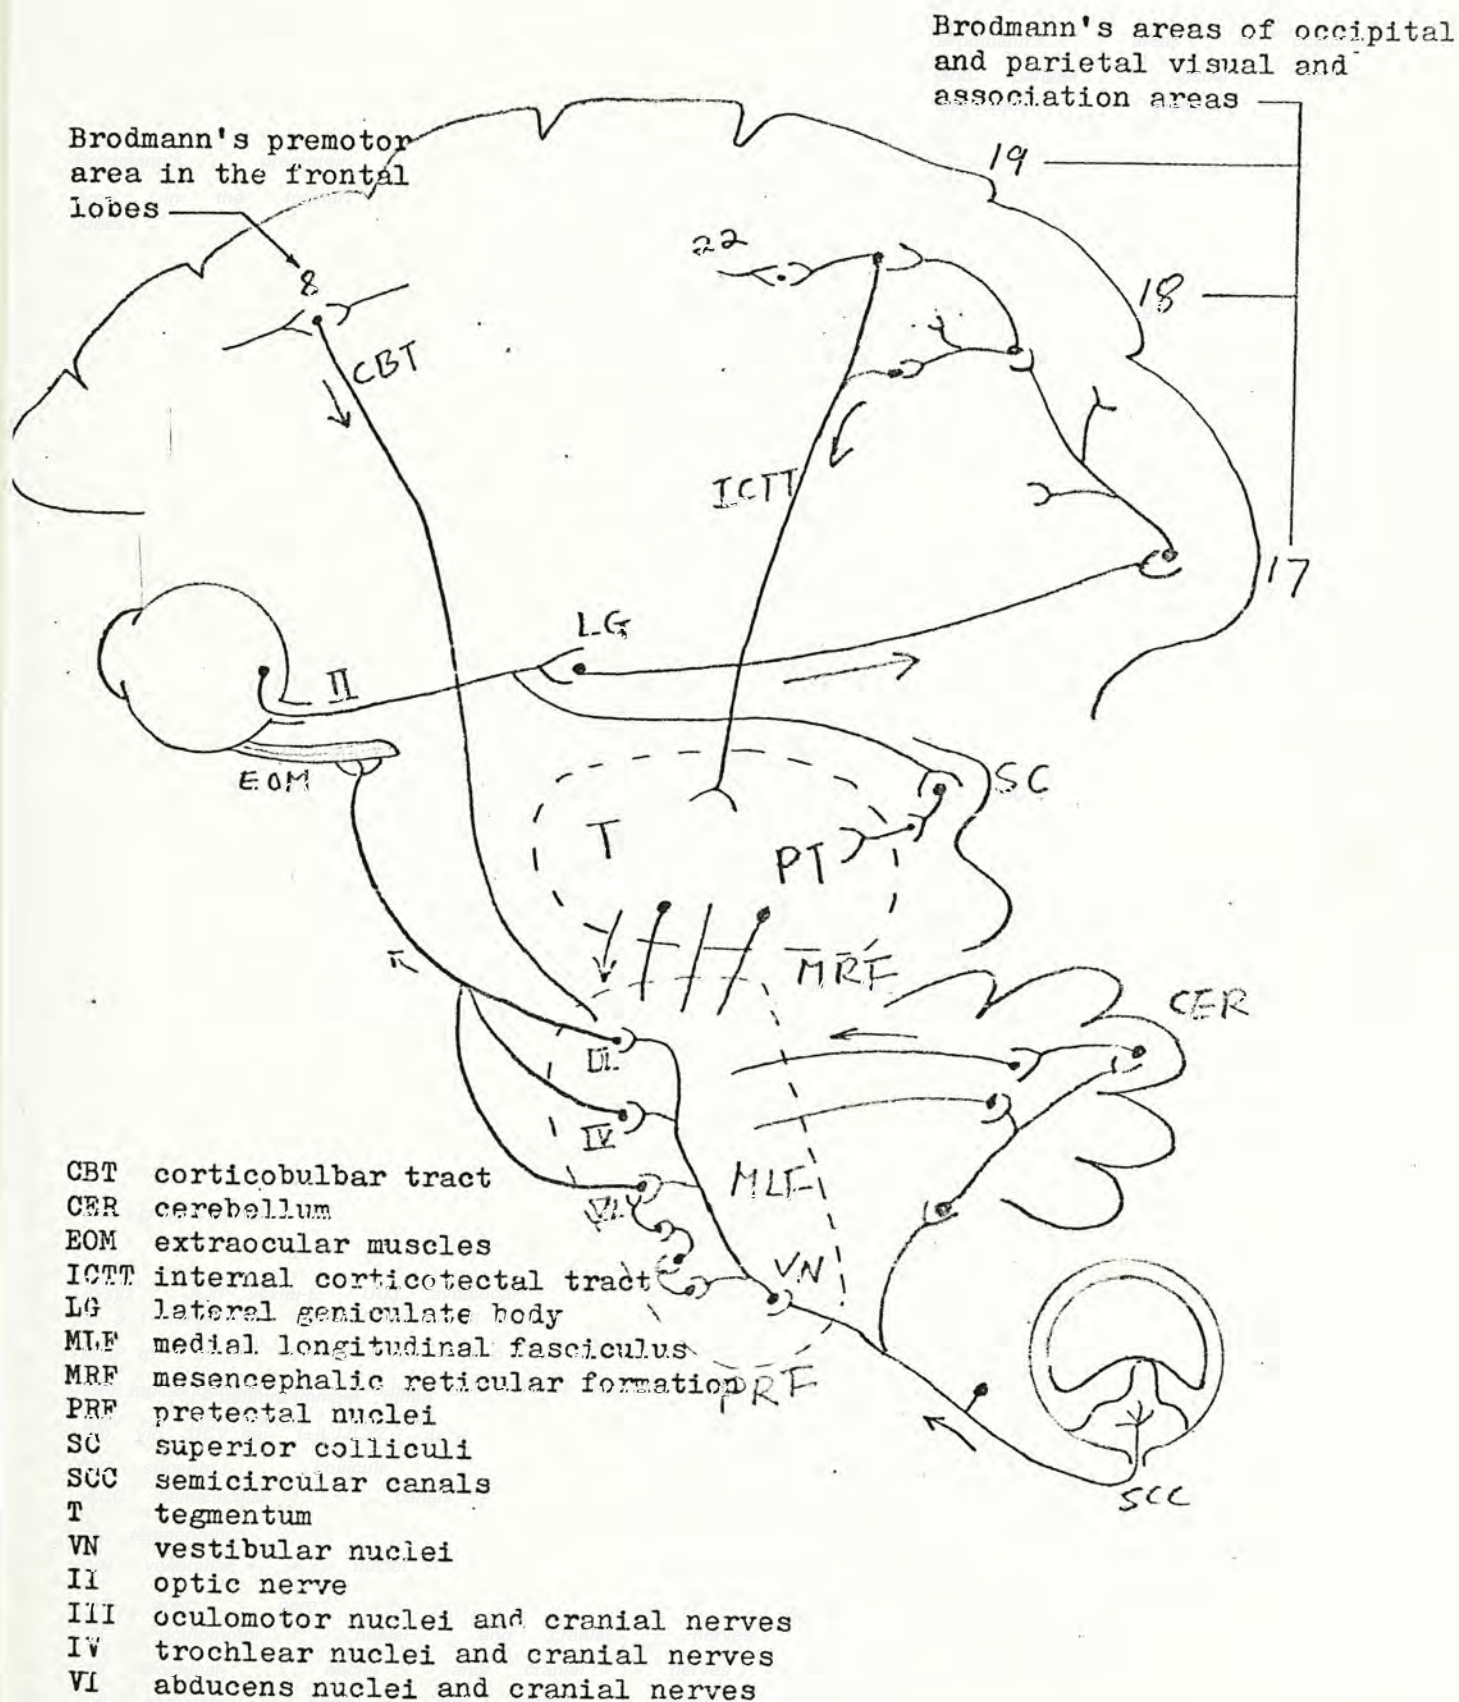 Brodmann's areas of occipital
and parietal visual and
association areas
Brodmann's premotor
area in the frontal
lobes
19
22
18
8
CBT
ICTT
17
LG
II
EOM
SC
T
PT
MRF
CER
III
IV
MLF
VI
VN
PRF
SCC
CBT corticobulbar tract
CER cerebellum
EOM extraocular muscles
ICTT internal corticotectal tract
LG lateral geniculate body
MLF medial longitudinal fasciculus
MRF mesencephalic reticular formation
PRF pretectal nuclei
SC superior colliculi
SCC semicircular canals
T tegmentum
VN vestibular nuclei
II optic nerve
III oculomotor nuclei and cranial nerves
IV trochlear nuclei and cranial nerves
VI abducens nuclei and cranial nerves